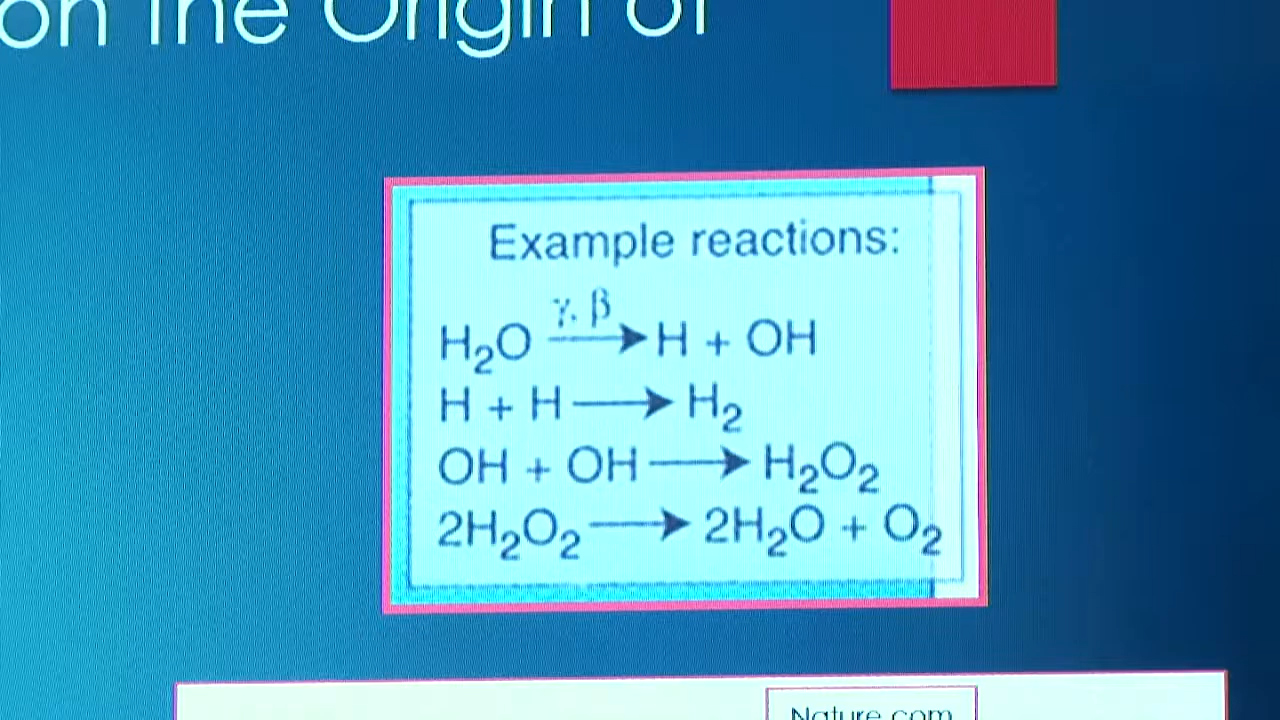 on the Origin of
Example reactions:
γ, β
H₂O ⟶ H + OH
H + H ⟶ H₂
OH + OH ⟶ H₂O₂
2H₂O₂ ⟶ 2H₂O + O₂
Nature.com